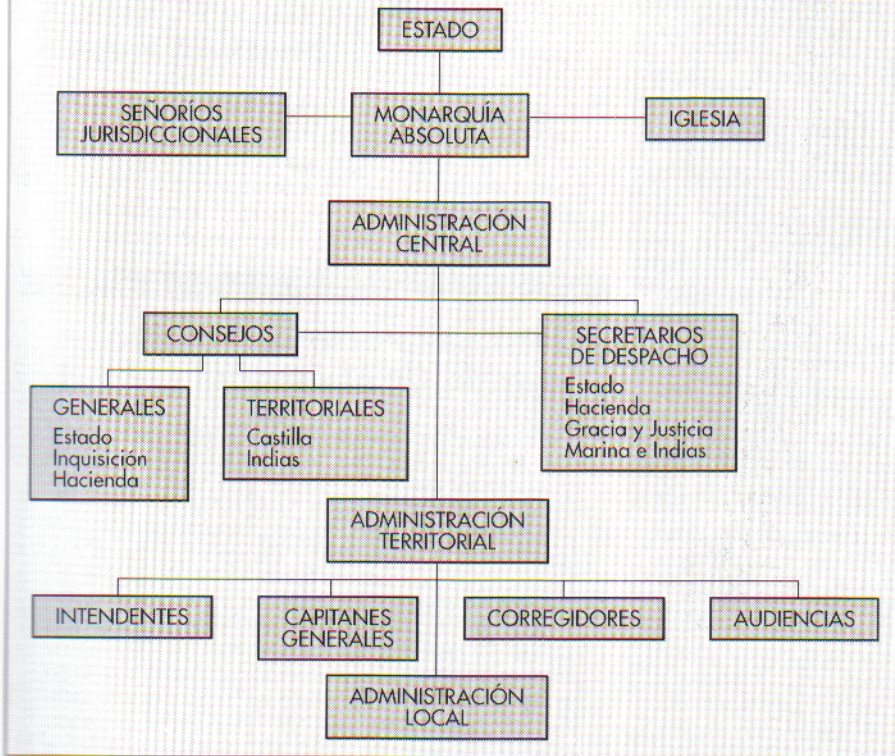 ESTADO
SEÑORÍOS
JURISDICCIONALES
MONARQUÍA
ABSOLUTA
IGLESIA
ADMINISTRACIÓN
CENTRAL
CONSEJOS
SECRETARIOS
DE DESPACHO
Estado
Hacienda
Gracia y Justicia
Marina e Indias
GENERALES
Estado
Inquisición
Hacienda
TERRITORIALES
Castilla
Indias
ADMINISTRACIÓN
TERRITORIAL
INTENDENTES
CAPITANES
GENERALES
CORREGIDORES
AUDIENCIAS
ADMINISTRACIÓN
LOCAL